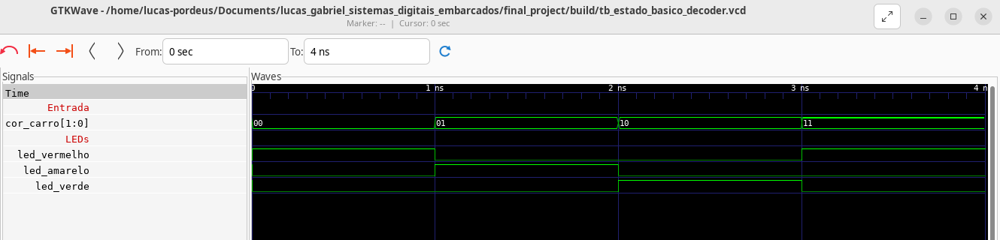 GTKWave - /home/lucas-pordeus/Documents/lucas_gabriel_sistemas_digitais_embarcados/final_project/build/tb_estado_basico_decoder.vcd
Marker: -- | Cursor: 0 sec
From: 0 sec To: 4 ns
Signals
Waves
Time
0 1 ns 2 ns 3 ns 4 n
Entrada
cor_carro[1:0] 00 01 10 11
LEDs
led_vermelho
led_amarelo
led_verde